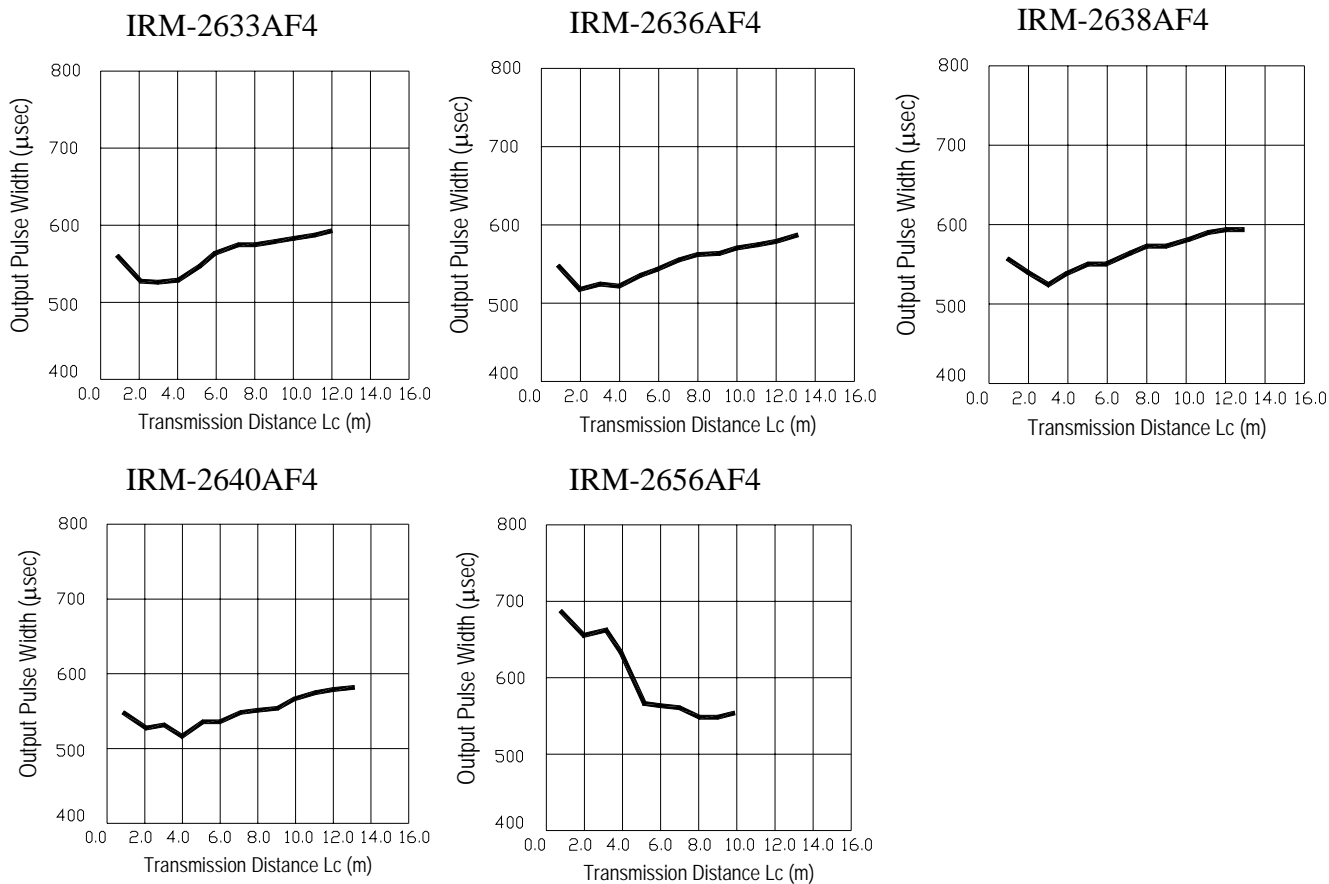 IRM-2633AF4
800
700
600
500
400
0.0 2.0 4.0 6.0 8.0 10.0 12.0 14.0 16.0
Output Pulse Width (μsec)
Transmission Distance Lc (m)
IRM-2636AF4
800
700
600
500
400
0.0 2.0 4.0 6.0 8.0 10.0 12.0 14.0 16.0
Output Pulse Width (μsec)
Transmission Distance Lc (m)
IRM-2638AF4
800
700
600
500
400
0.0 2.0 4.0 6.0 8.0 10.0 12.0 14.0 16.0
Output Pulse Width (μsec)
Transmission Distance Lc (m)
IRM-2640AF4
800
700
600
500
400
0.0 2.0 4.0 6.0 8.0 10.0 12.0 14.0 16.0
Output Pulse Width (μsec)
Transmission Distance Lc (m)
IRM-2656AF4
800
700
600
500
400
0.0 2.0 4.0 6.0 8.0 10.0 12.0 14.0 16.0
Output Pulse Width (μsec)
Transmission Distance Lc (m)